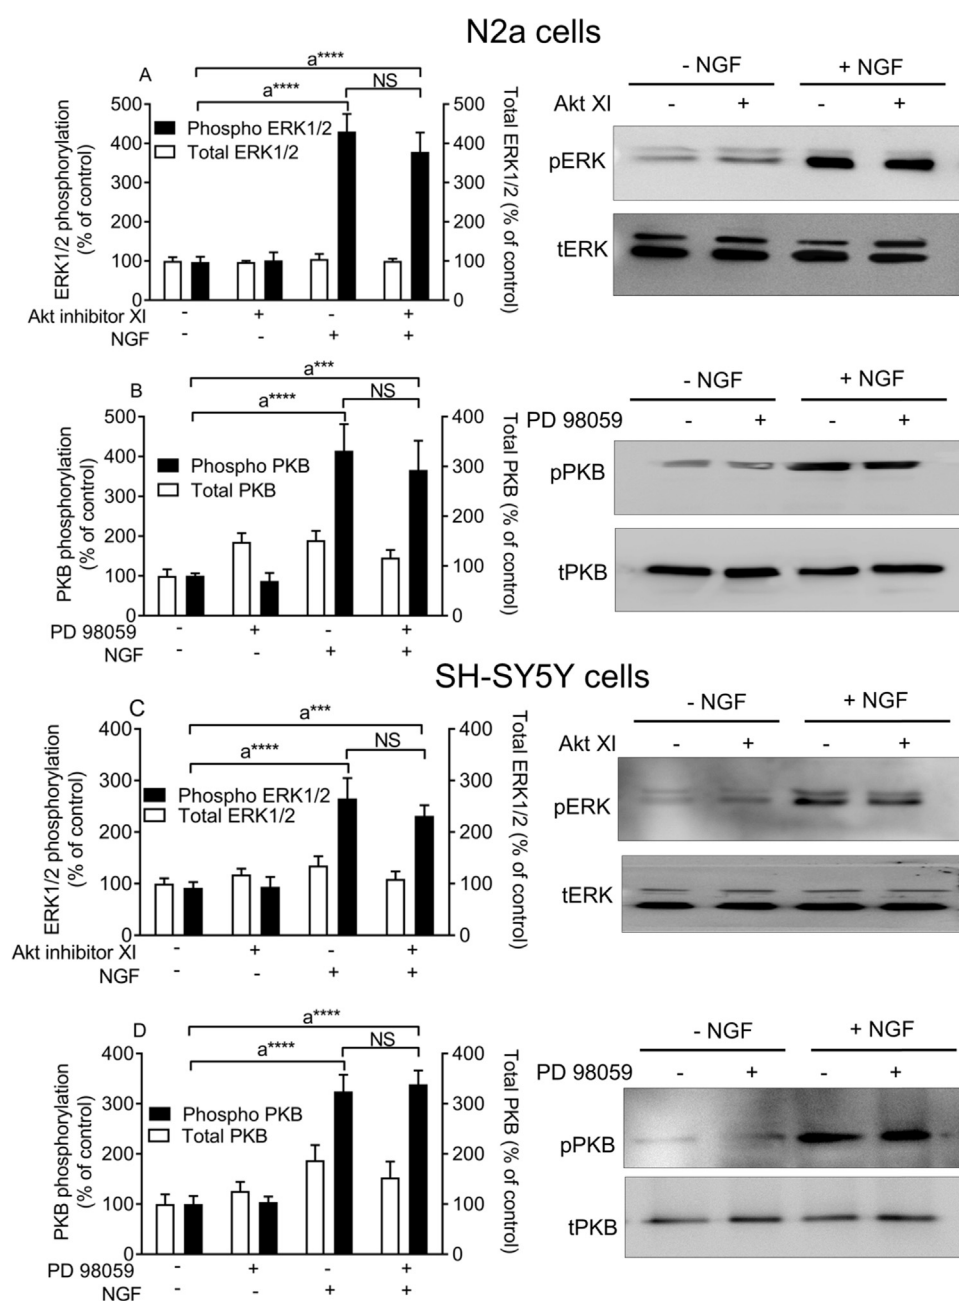 N2a cells
A
a****
a****
NS
500
400
300
200
100
0
500
400
300
200
100
0
Phospho ERK1/2
Total ERK1/2
ERK1/2 phosphorylation
(% of control)
Total ERK1/2 (% of control)
Akt inhibitor XI - + - +
NGF - - + +
- NGF + NGF
Akt XI - + - +
pERK
tERK
B
a***
a****
NS
500
400
300
200
100
0
400
300
200
100
0
Phospho PKB
Total PKB
PKB phosphorylation
(% of control)
Total PKB (% of control)
PD 98059 - + - +
NGF - - + +
- NGF + NGF
PD 98059 - + - +
pPKB
tPKB
SH-SY5Y cells
C
a***
a****
NS
400
300
200
100
0
400
300
200
100
0
Phospho ERK1/2
Total ERK1/2
ERK1/2 phosphorylation
(% of control)
Total ERK1/2 (% of control)
Akt inhibitor XI - + - +
NGF - - + +
- NGF + NGF
Akt XI - + - +
pERK
tERK
D
a****
a****
NS
400
300
200
100
0
400
300
200
100
0
Phospho PKB
Total PKB
PKB phosphorylation
(% of control)
Total PKB (% of control)
PD 98059 - + - +
NGF - - + +
- NGF + NGF
PD 98059 - + - +
pPKB
tPKB